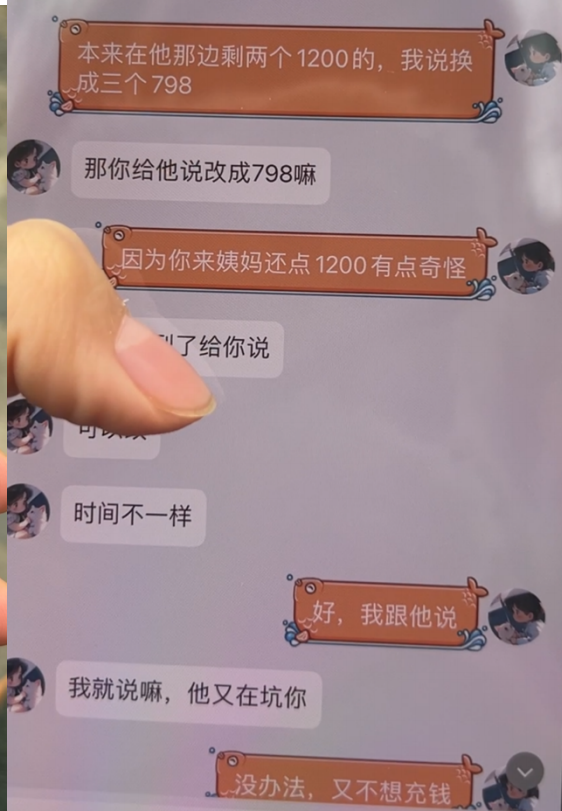 本来在他那边剩两个1200的，我说换
成三个798
那你给他说改成798嘛
因为你来姨妈还点1200有点奇怪
到了给你说
可以改
时间不一样
好，我跟他说
我就说嘛，他又在坑你
没办法，又不想充钱